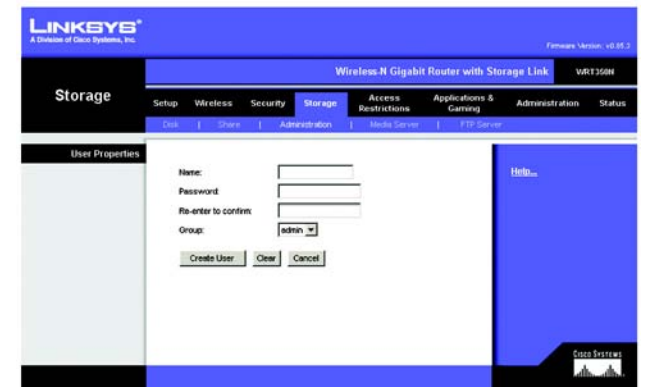 LINKSYS®
A Division of Cisco Systems, Inc.
Firmware Version: v0.95.3
Wireless-N Gigabit Router with Storage Link WRT350N
Storage
Setup Wireless Security Storage Access Restrictions Applications & Gaming Administration Status
Disk | Share | Administration | Media Server | FTP Server
User Properties
Name:
Help...
Password:
Re-enter to confirm:
Group: admin
Create User Clear Cancel
CISCO SYSTEMS